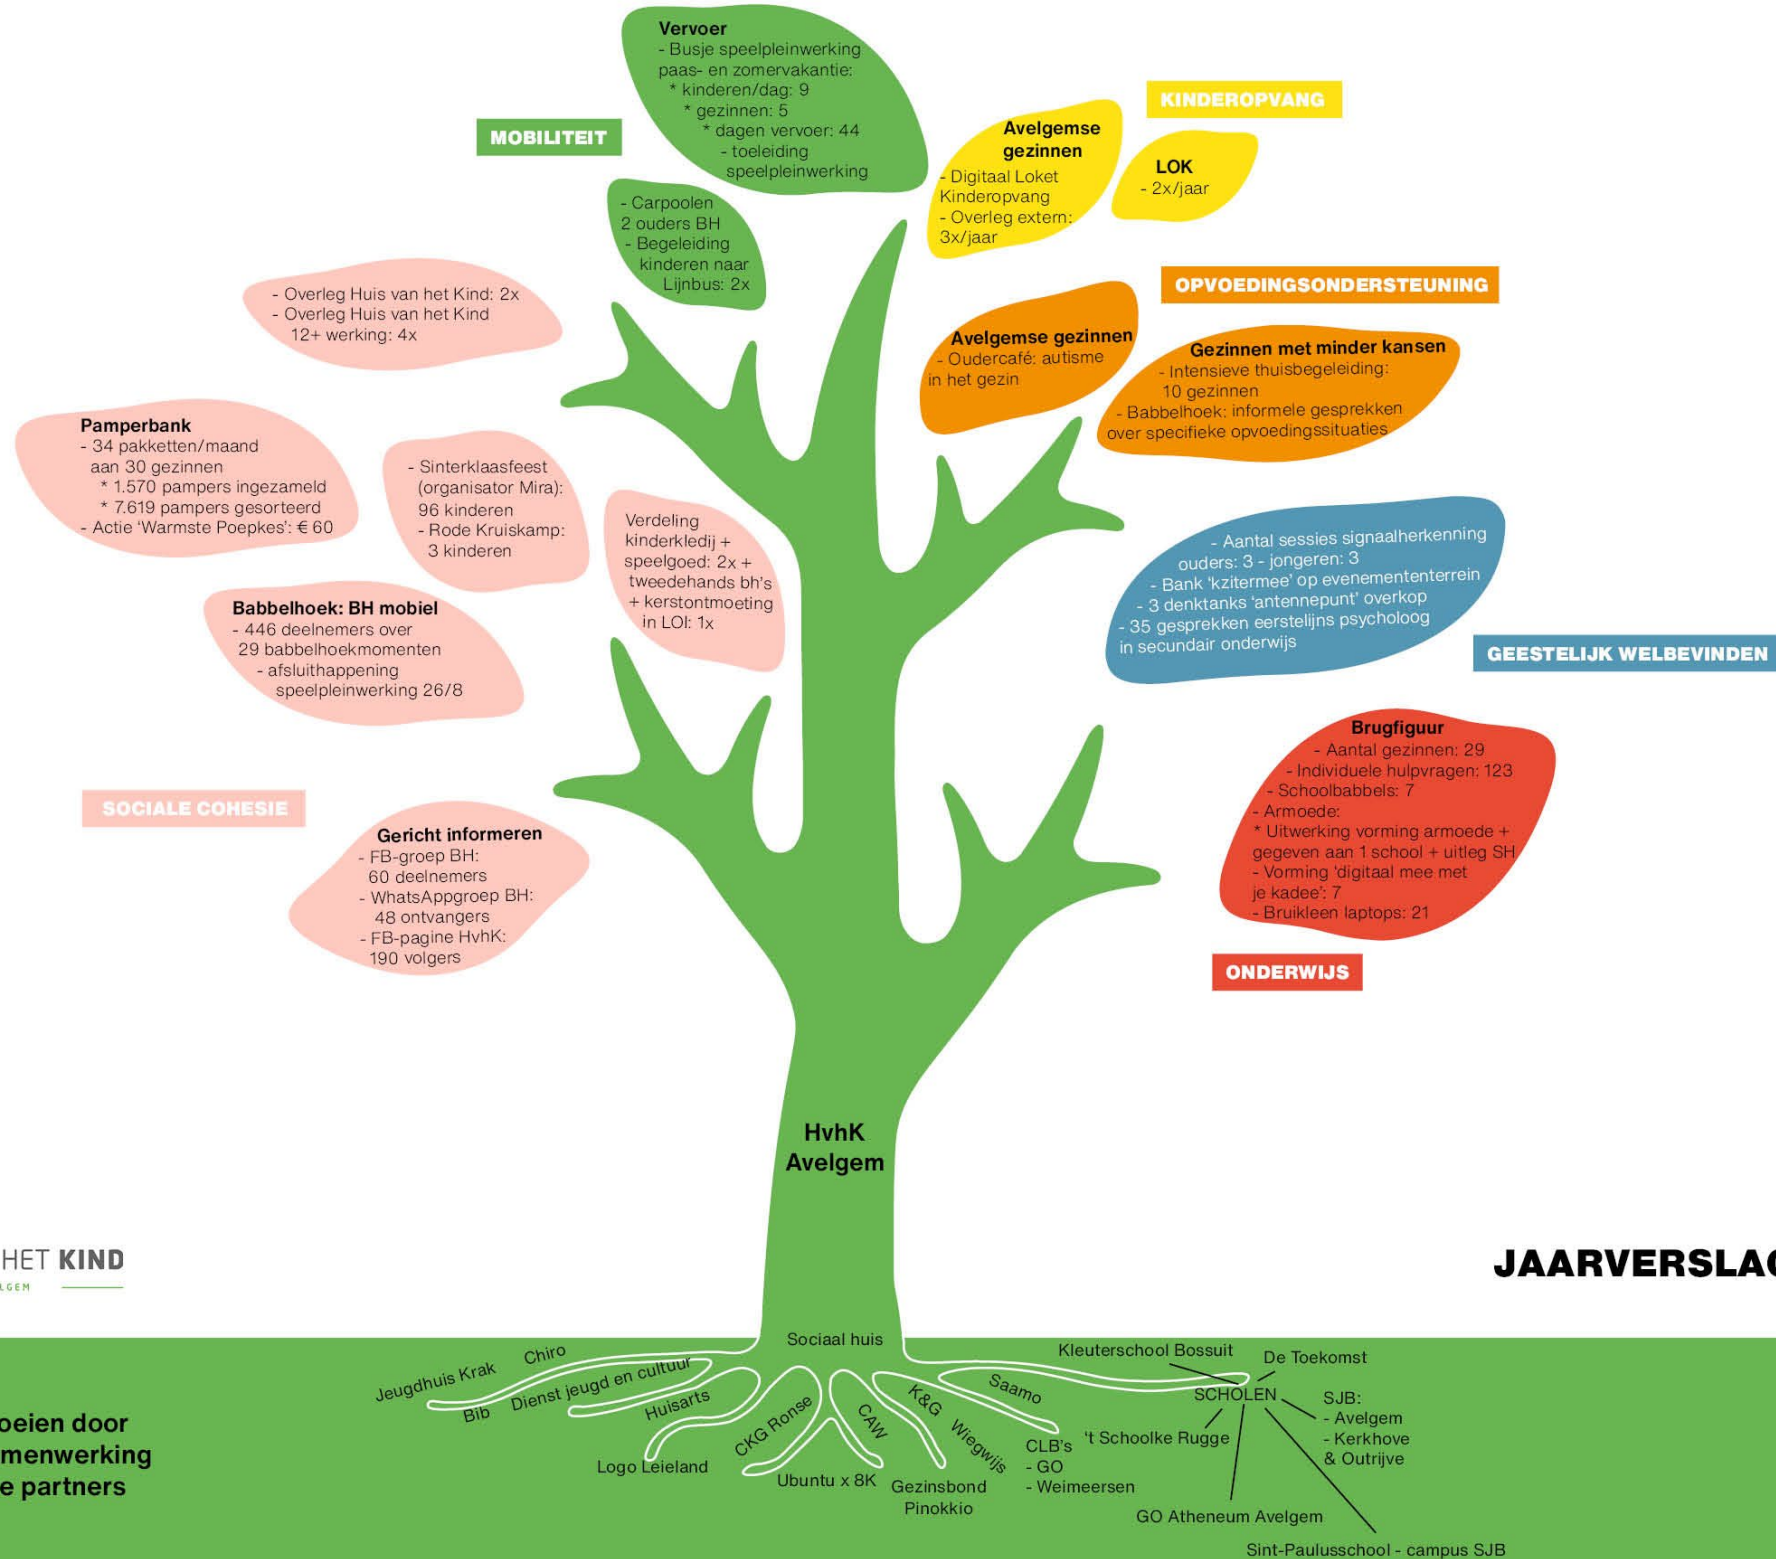 Vervoer
- Busje speelpleinwerking
paas- en zomervakantie:
* kinderen/dag: 9
* gezinnen: 5
* dagen vervoer: 44
- toeleiding
speelpleinwerking
MOBILITEIT
- Carpoolen
2 ouders BH
- Begeleiding
kinderen naar
Lijnbus: 2x
KINDEROPVANG
Avelgemse
gezinnen
- Digitaal Loket
Kinderopvang
- Overleg extern:
3x/jaar
LOK
- 2x/jaar
OPVOEDINGSONDERSTEUNING
Avelgemse gezinnen
- Oudercafé: autisme
in het gezin
Gezinnen met minder kansen
- Intensieve thuisbegeleiding:
10 gezinnen
- Babbelhoek: informele gesprekken
over specifieke opvoedingssituaties
- Overleg Huis van het Kind: 2x
- Overleg Huis van het Kind
12+ werking: 4x
Pamperbank
- 34 pakketten/maand
aan 30 gezinnen
* 1.570 pampers ingezameld
* 7.619 pampers gesorteerd
- Actie ‘Warmste Poepkes’: € 60
- Sinterklaasfeest
(organisator Mira):
96 kinderen
- Rode Kruiskamp:
3 kinderen
Verdeling
kinderkledij +
speelgoed: 2x +
tweedehands bh’s
+ kerstontmoeting
in LOI: 1x
Babbelhoek: BH mobiel
- 446 deelnemers over
29 babbelhoekmomenten
- afsluithappening
speelpleinwerking 26/8
SOCIALE COHESIE
Gericht informeren
- FB-groep BH:
60 deelnemers
- WhatsAppgroep BH:
48 ontvangers
- FB-pagine HvhK:
190 volgers
- Aantal sessies signaalherkenning
ouders: 3 - jongeren: 3
- Bank ‘kzitermee’ op evenemententerrein
- 3 denktanks ‘antennepunt’ overkop
- 35 gesprekken eerstelijns psycholoog
in secundair onderwijs
GEESTELIJK WELBEVINDEN
Brugfiguur
- Aantal gezinnen: 29
- Individuele hulpvragen: 123
- Schoolbabbels: 7
- Armoede:
* Uitwerking vorming armoede +
gegeven aan 1 school + uitleg SH
- Vorming ‘digitaal mee met
je kadee’: 7
- Bruikleen laptops: 21
ONDERWIJS
HvhK
Avelgem
HET KIND
LGEM
JAARVERSLAG
oeien door
menwerking
e partners
Sociaal huis
Jeugdhuis Krak
Chiro
Bib
Dienst jeugd en cultuur
Huisarts
Logo Leieland
CKG Ronse
Ubuntu x 8K
CAW
K&G
Gezinsbond
Pinokkio
Wiegwijs
Saamo
CLB’s
- GO
- Weimeersen
Kleuterschool Bossuit
De Toekomst
SCHOLEN
SJB:
- Avelgem
- Kerkhove
& Outrijve
‘t Schoolke Rugge
GO Atheneum Avelgem
Sint-Paulusschool - campus SJB